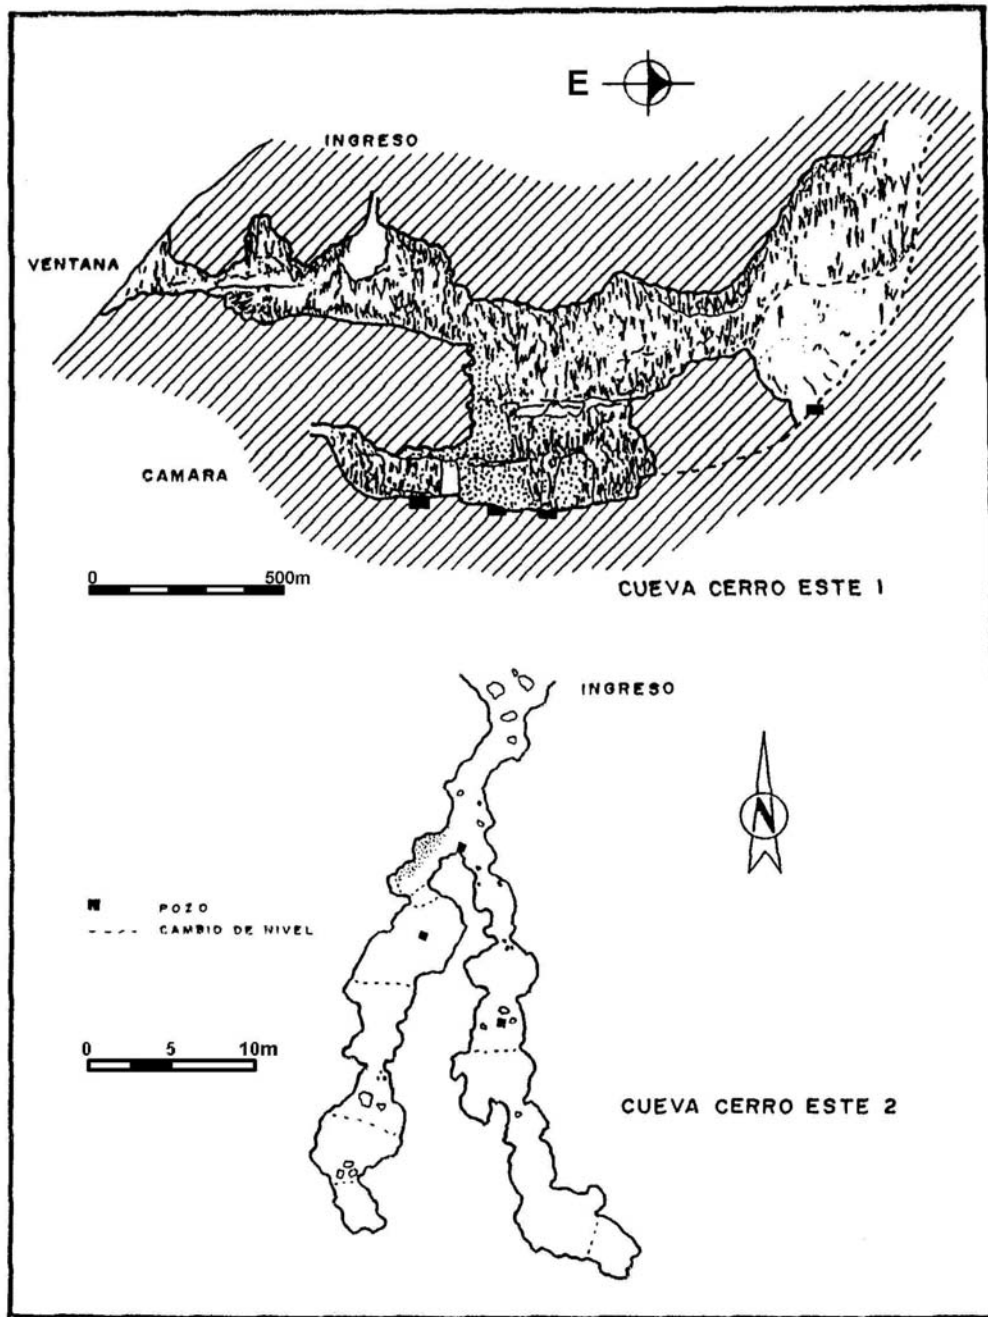 E
INGRESO
VENTANA
CAMARA
0 500m
CUEVA CERRO ESTE 1
INGRESO
N
POZO
CAMBIO DE NIVEL
0 5 10m
CUEVA CERRO ESTE 2